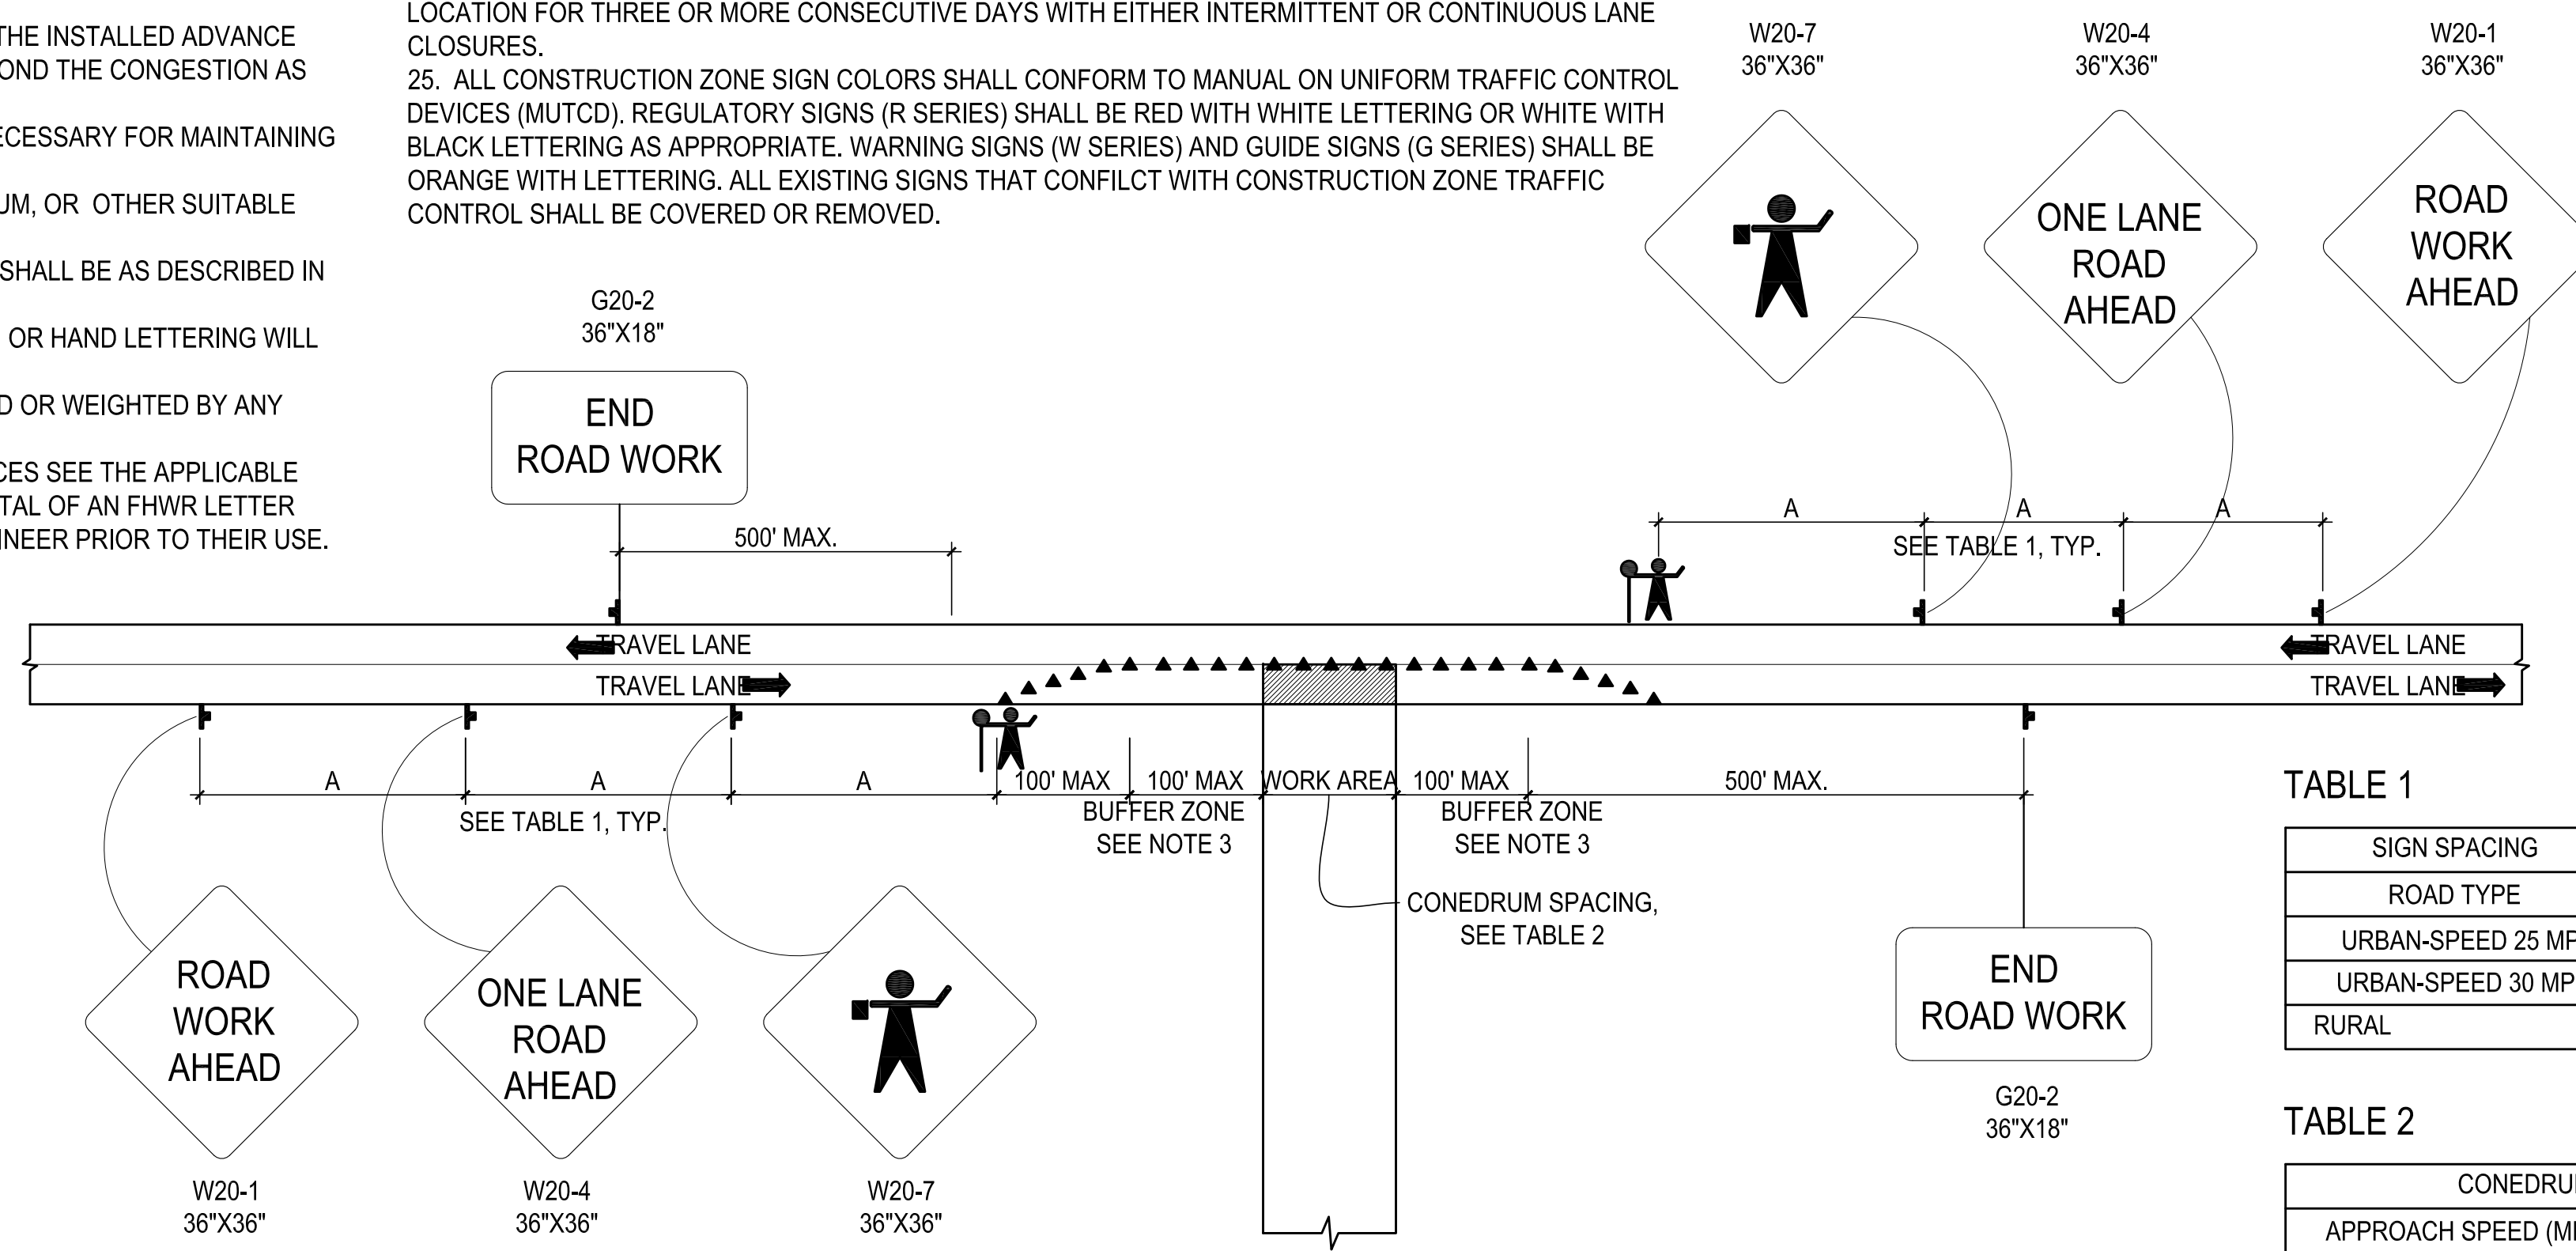 THE INSTALLED ADVANCE
OND THE CONGESTION AS
ECESSARY FOR MAINTAINING
UM, OR OTHER SUITABLE
SHALL BE AS DESCRIBED IN
OR HAND LETTERING WILL
D OR WEIGHTED BY ANY
CES SEE THE APPLICABLE
TAL OF AN FHWR LETTER
INEER PRIOR TO THEIR USE.
LOCATION FOR THREE OR MORE CONSECUTIVE DAYS WITH EITHER INTERMITTENT OR CONTINUOUS LANE
CLOSURES.
25. ALL CONSTRUCTION ZONE SIGN COLORS SHALL CONFORM TO MANUAL ON UNIFORM TRAFFIC CONTROL
DEVICES (MUTCD). REGULATORY SIGNS (R SERIES) SHALL BE RED WITH WHITE LETTERING OR WHITE WITH
BLACK LETTERING AS APPROPRIATE. WARNING SIGNS (W SERIES) AND GUIDE SIGNS (G SERIES) SHALL BE
ORANGE WITH LETTERING. ALL EXISTING SIGNS THAT CONFILCT WITH CONSTRUCTION ZONE TRAFFIC
CONTROL SHALL BE COVERED OR REMOVED.
W20-7
36"X36"
W20-4
36"X36"
W20-1
36"X36"
ONE LANE
ROAD
AHEAD
ROAD
WORK
AHEAD
G20-2
36"X18"
END
ROAD WORK
500' MAX.
A
A
A
SEE TABLE 1, TYP.
TRAVEL LANE
TRAVEL LANE
TRAVEL LANE
TRAVEL LANE
A
A
A
SEE TABLE 1, TYP.
100' MAX
100' MAX
BUFFER ZONE
SEE NOTE 3
WORK AREA
100' MAX
BUFFER ZONE
SEE NOTE 3
500' MAX.
CONEDRUM SPACING,
SEE TABLE 2
ROAD
WORK
AHEAD
W20-1
36"X36"
ONE LANE
ROAD
AHEAD
W20-4
36"X36"
W20-7
36"X36"
END
ROAD WORK
G20-2
36"X18"
TABLE 1
SIGN SPACING
ROAD TYPE
URBAN-SPEED 25 MP
URBAN-SPEED 30 MP
RURAL
TABLE 2
CONEDRU
APPROACH SPEED (M